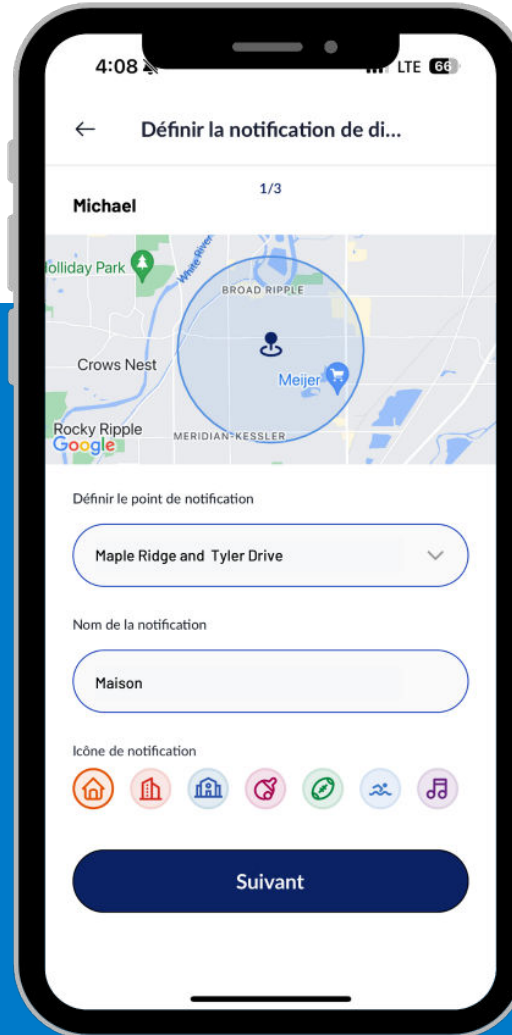 4:08 LTE 66
Définir la notification de di...
1/3
Michael
Holliday Park
White River
BROAD RIPPLE
Crows Nest
Meijer
Rocky Ripple
Google
MERIDIAN-KESSLER
Définir le point de notification
Maple Ridge and Tyler Drive
Nom de la notification
Maison
Icône de notification
Suivant